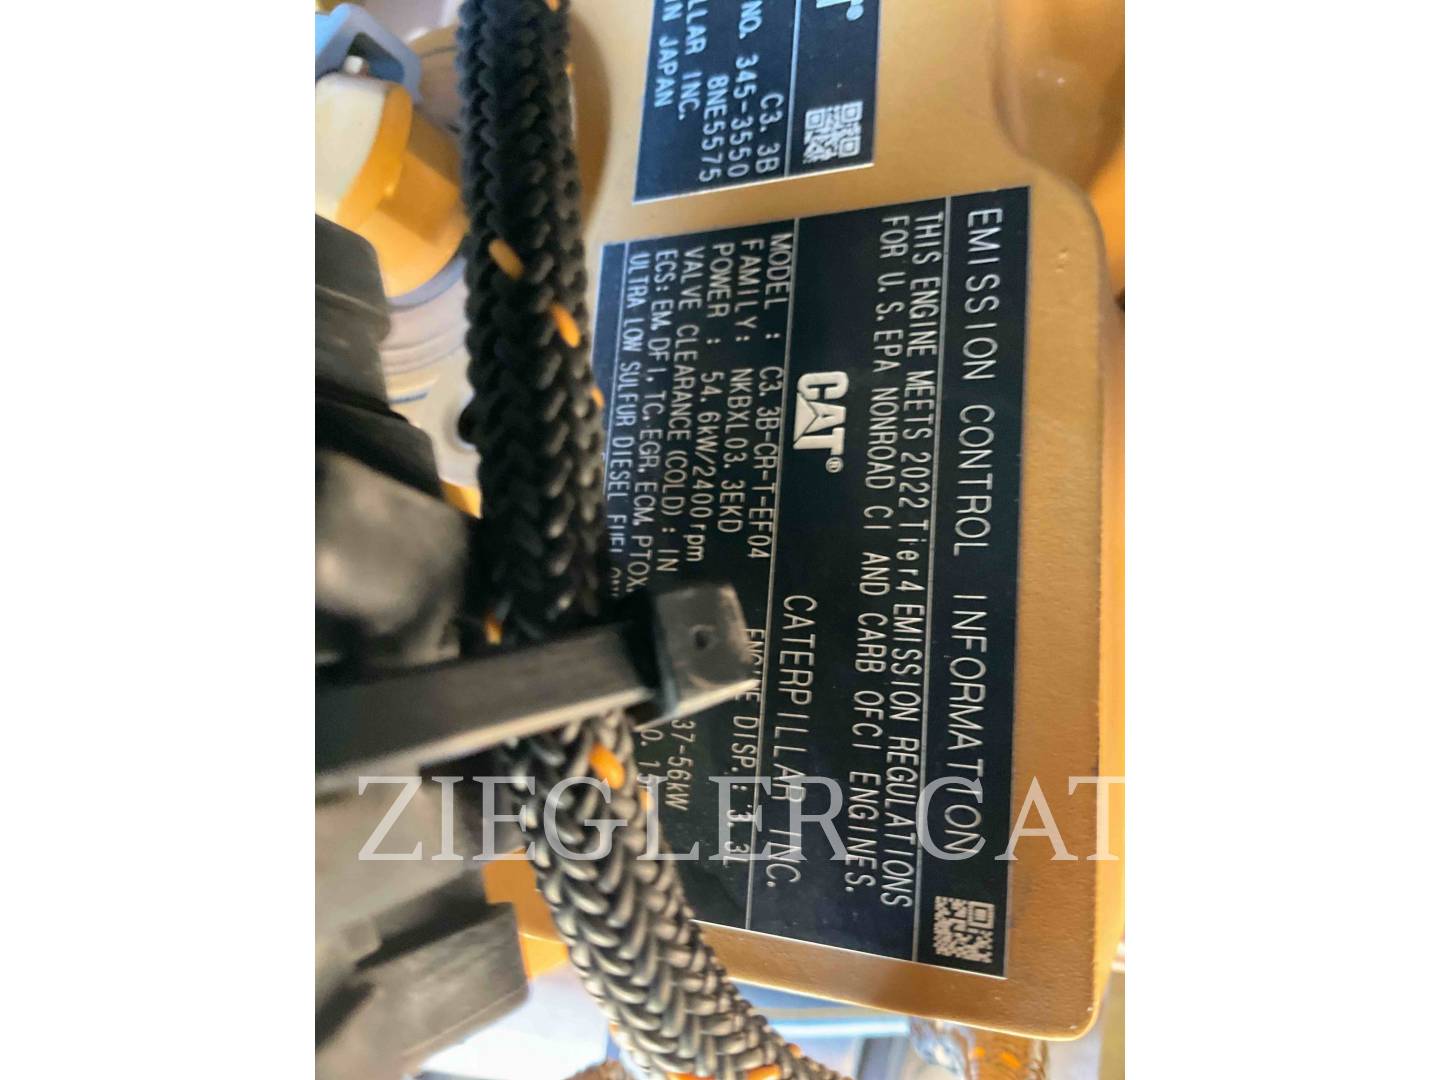 C3.3B
NO. 345-3550
8NE5575
INC.
JAPAN
EMISSION CONTROL INFORMATION
THIS ENGINE MEETS 2022 Tier4 EMISSION REGULATIONS
FOR U.S.EPA NONROAD CI AND CARB OFCI ENGINES.
CAT® CATERPILLAR INC.
MODEL : C3.3B-CR-T-EF04 ENGINE DISP.: 3.3L
FAMILY: NKBXL03.3EKD
POWER : 54.6kW/2400rpm 37-56kW
VALVE CLEARANCE (COLD) : IN
ECS: EM, DFI, TC, EGR, ECM, PTOX,
ULTRA LOW SULFUR DIESEL FUEL
ZIEGLER CAT